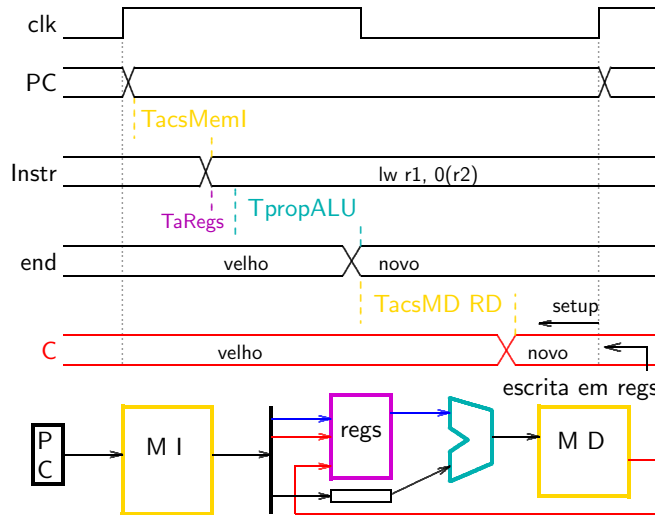 clk
PC
TacsMemI
Instr
lw r1, 0(r2)
TaRegs
TpropALU
end
velho
novo
TacsMD RD
setup
C
velho
novo
escrita em regs
P
C
M I
regs
M D